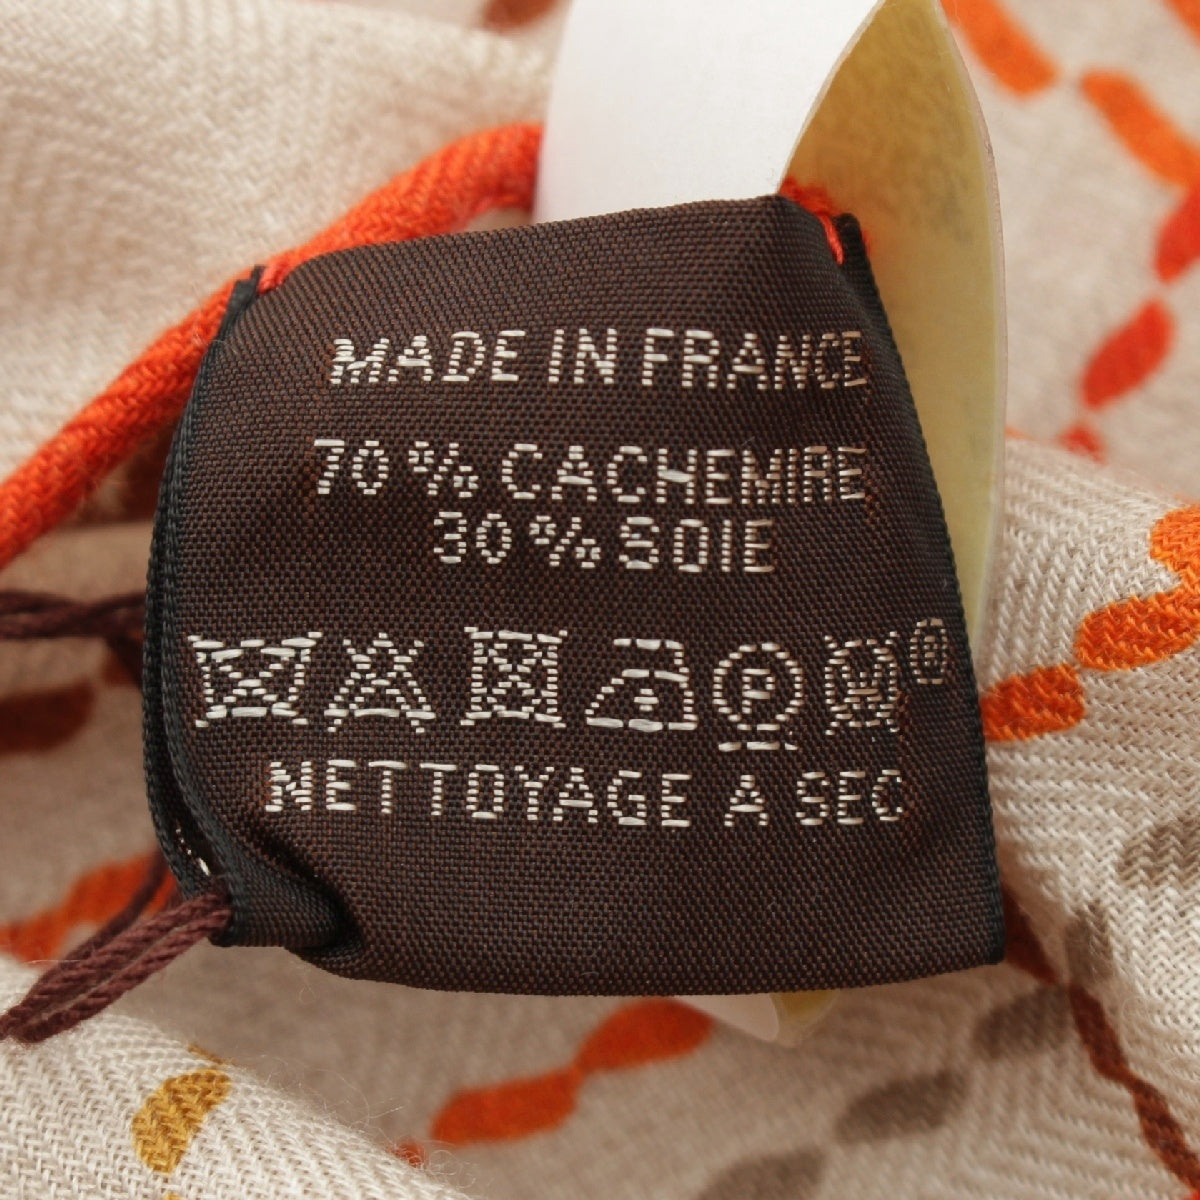 MADE IN FRANCE
70% CACHEMIRE
30% SOIE
P W ®
NETTOYAGE A SEC